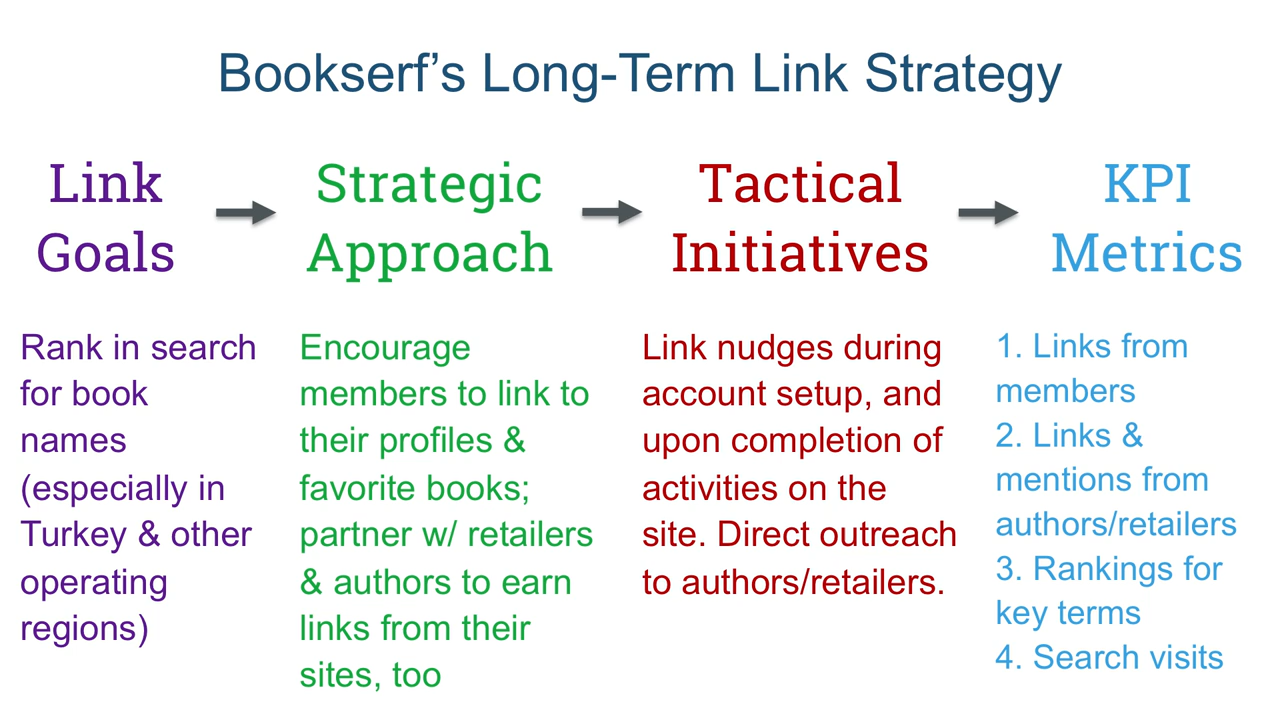 Bookserf’s Long-Term Link Strategy
Link
Goals
Strategic
Approach
Tactical
Initiatives
KPI
Metrics
Rank in search
for book
names
(especially in
Turkey & other
operating
regions)
Encourage
members to link to
their profiles &
favorite books;
partner w/ retailers
& authors to earn
links from their
sites, too
Link nudges during
account setup, and
upon completion of
activities on the
site. Direct outreach
to authors/retailers.
1. Links from
members
2. Links &
mentions from
authors/retailers
3. Rankings for
key terms
4. Search visits